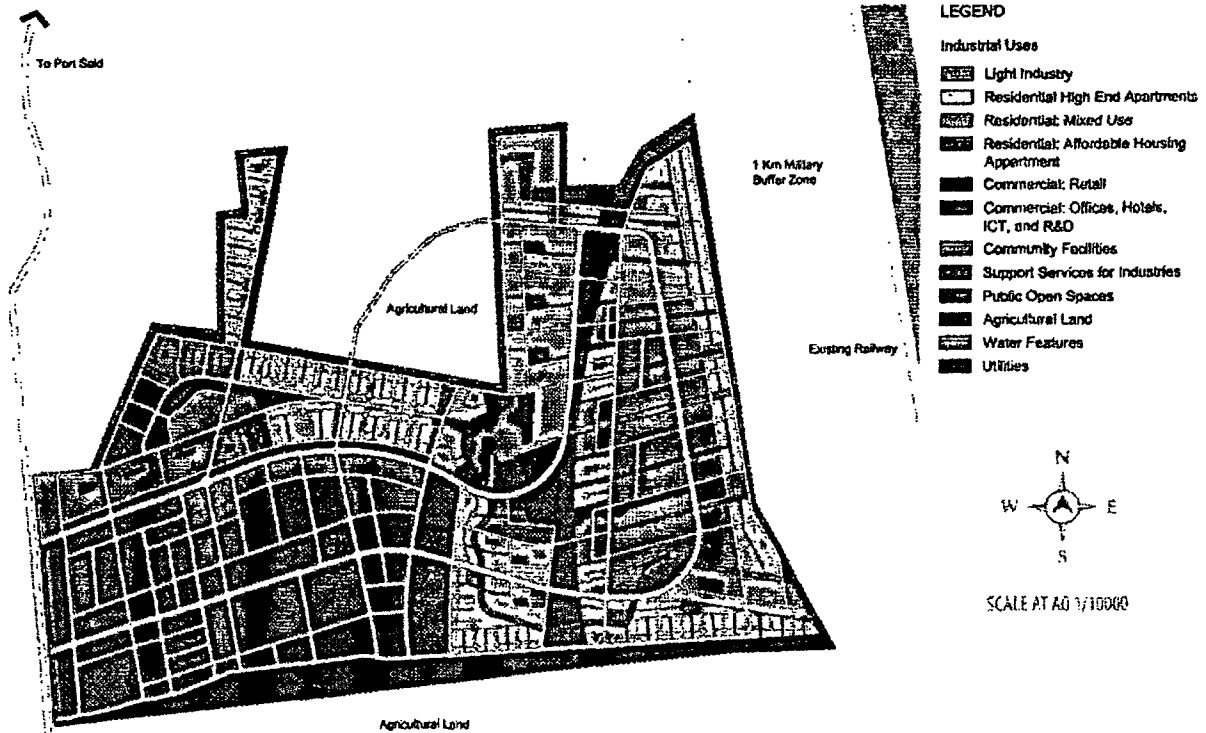 To Port Said
1 Km Military
Buffer Zone
Agricultural Land
Existing Railway
Agricultural Land
LEGEND
Industrial Uses
Light Industry
Residential High End Apartments
Residential: Mixed Use
Residential: Affordable Housing
Appartment
Commercial: Retail
Commercial: Offices, Hotels,
ICT, and R&D
Community Facilities
Support Services for Industries
Public Open Spaces
Agricultural Land
Water Features
Utilities
N
W E
S
SCALE AT A0 1/10000